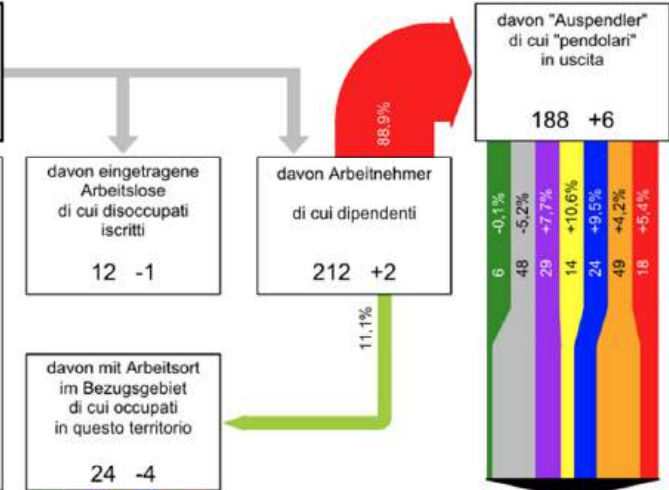 davon "Auspendler"
di cui "pendolari"
in uscita
188 +6
88,9%
davon eingetragene
Arbeitslose
di cui disoccupati
iscritti
12 -1
davon Arbeitnehmer
di cui dipendenti
212 +2
6 -0,1%
48 -5,2%
29 +7,7%
14 +10,6%
24 +9,5%
49 +4,2%
18 +5,4%
11,1%
davon mit Arbeitsort
im Bezugsgebiet
di cui occupati
in questo territorio
24 -4